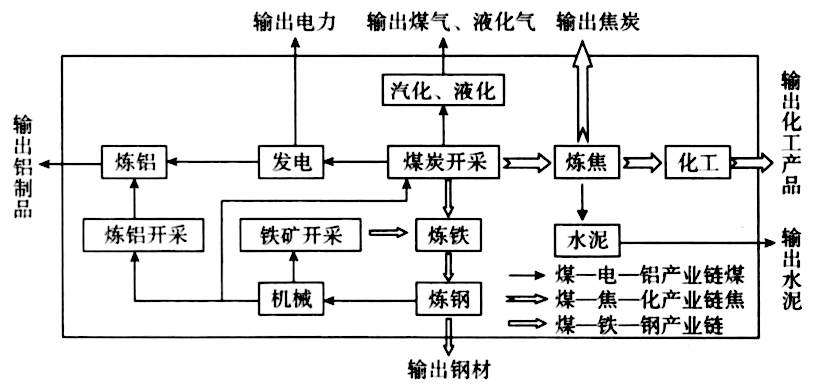 输出电力
输出煤气、液化气
输出焦炭
汽化、液化
输出铝制品
炼铝
发电
煤炭开采
炼焦
化工
输出化工产品
炼铝开采
铁矿开采
炼铁
水泥
输出水泥
机械
炼钢
煤—电—铝产业链煤
煤—焦—化产业链焦
煤—铁—钢产业链
输出钢材